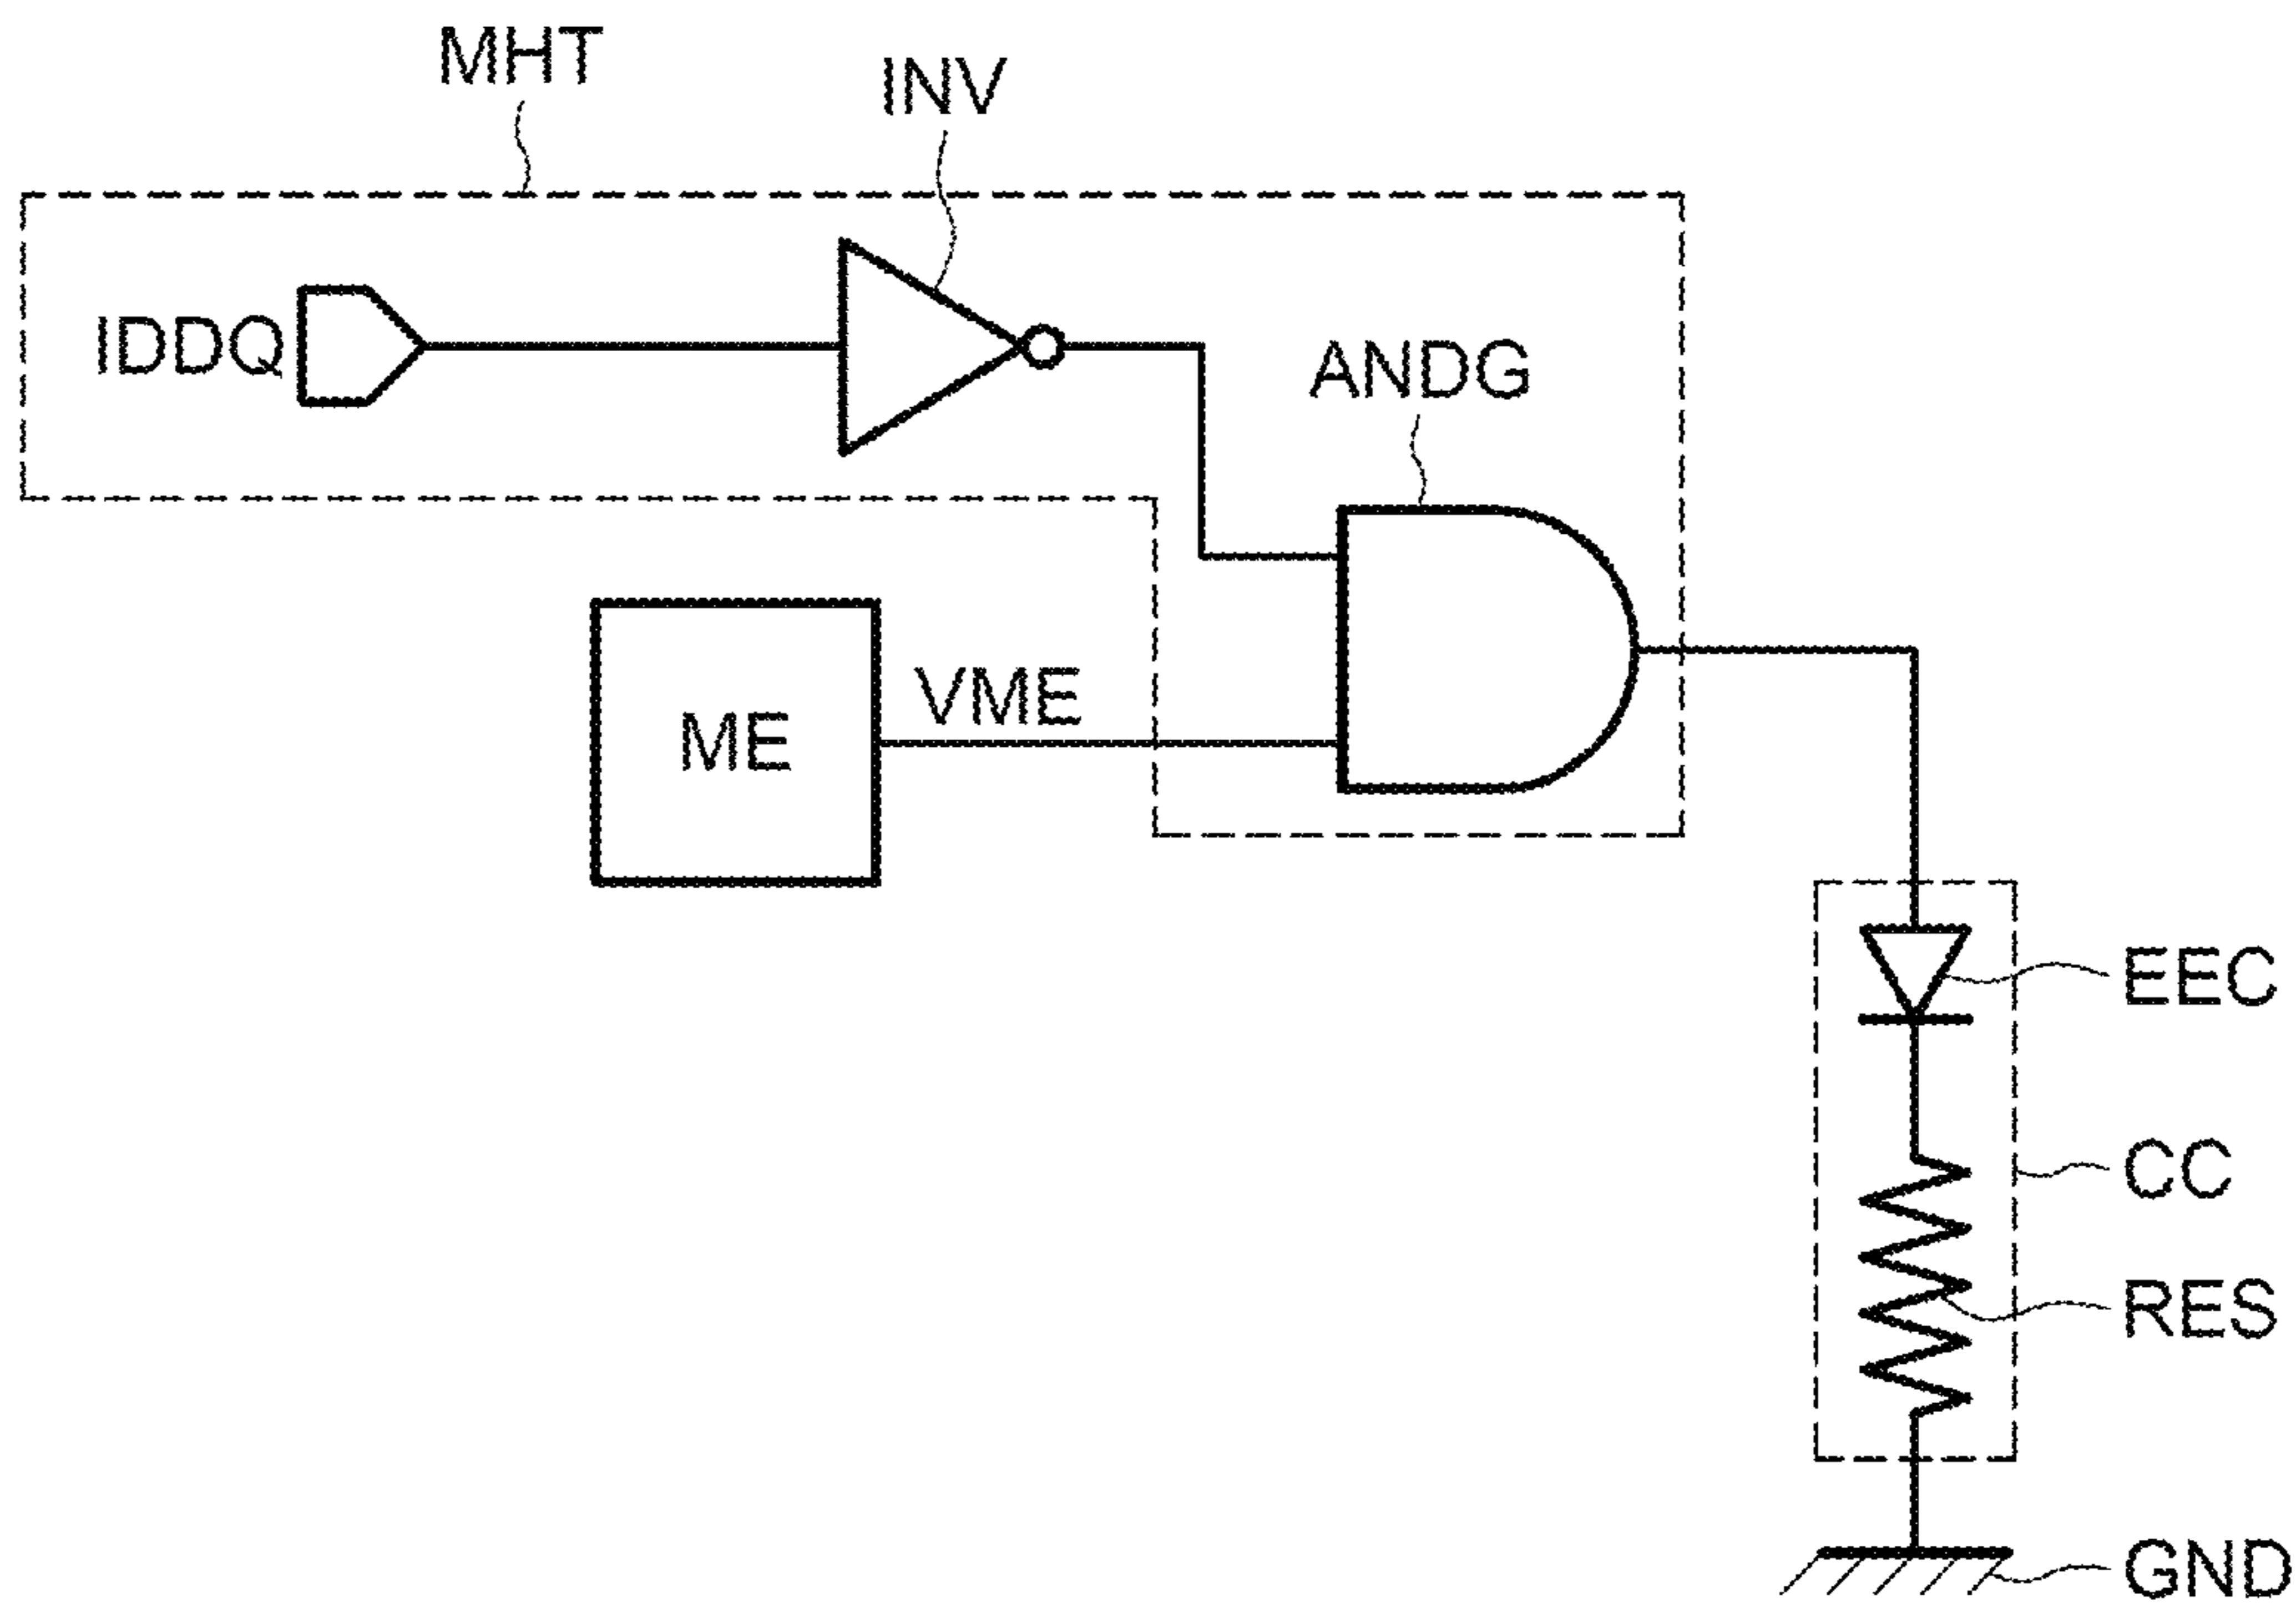 MHT
INV
IDDQ
ANDG
VME
ME
EEC
CC
RES
GND